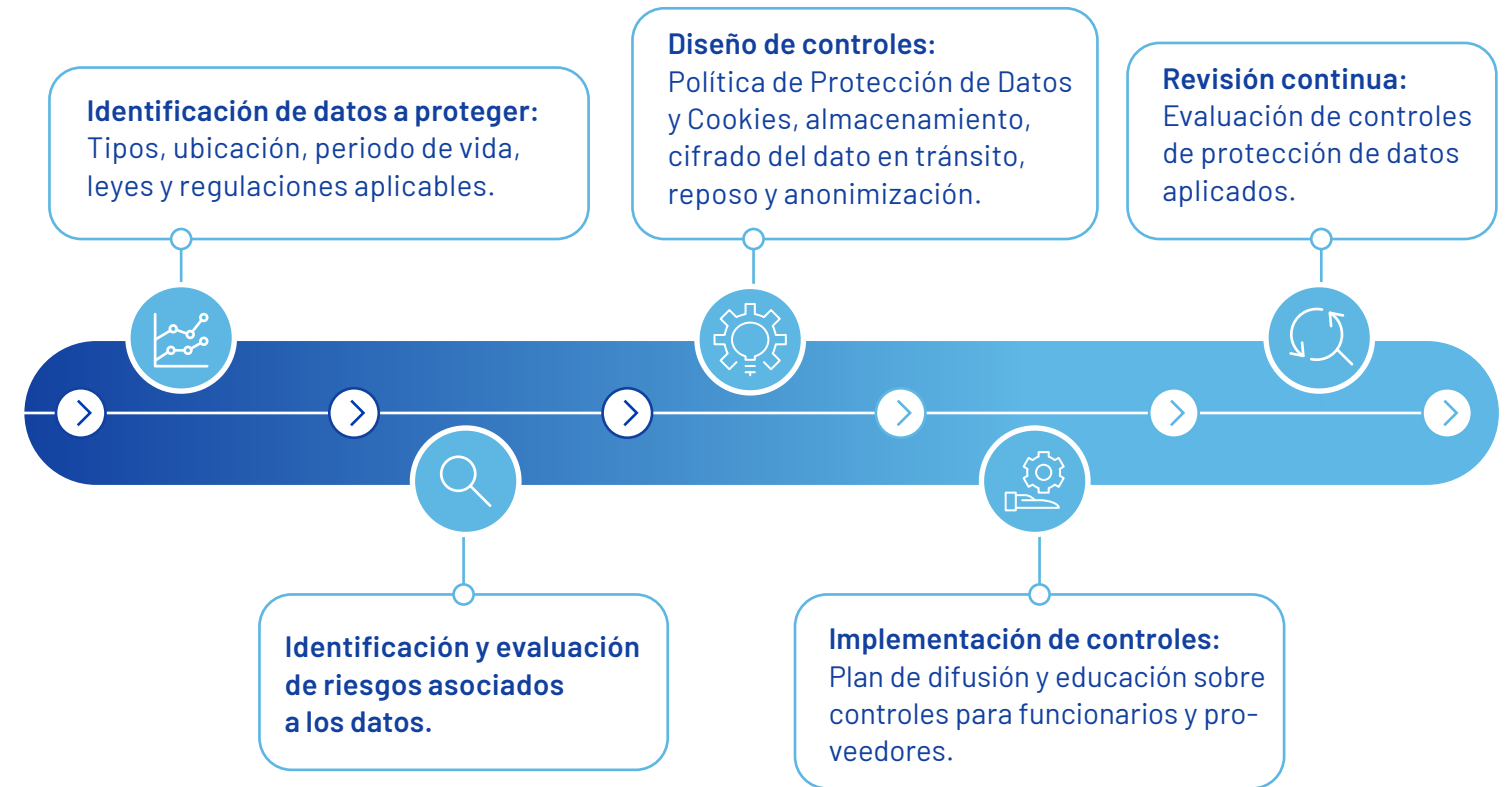 Identificación de datos a proteger:
Tipos, ubicación, periodo de vida,
leyes y regulaciones aplicables.
Identificación y evaluación
de riesgos asociados
a los datos.
Diseño de controles:
Política de Protección de Datos
y Cookies, almacenamiento,
cifrado del dato en tránsito,
reposo y anonimización.
Implementación de controles:
Plan de difusión y educación sobre
controles para funcionarios y pro-
veedores.
Revisión continua:
Evaluación de controles
de protección de datos
aplicados.